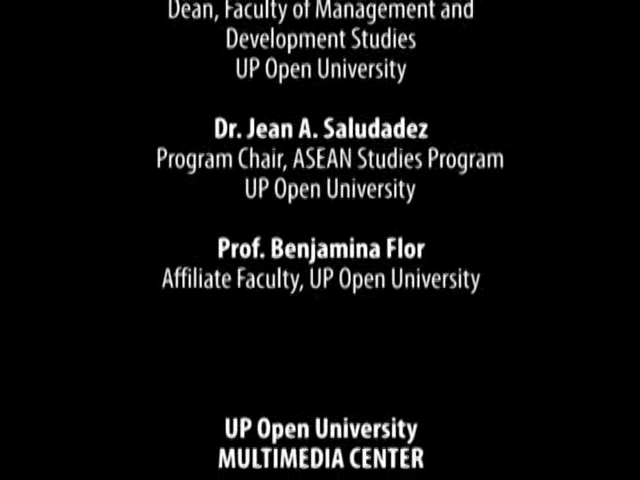 Dean, Faculty of Management and
Development Studies
UP Open University
Dr. Jean A. Saludadez
Program Chair, ASEAN Studies Program
UP Open University
Prof. Benjamina Flor
Affiliate Faculty, UP Open University
UP Open University
MULTIMEDIA CENTER